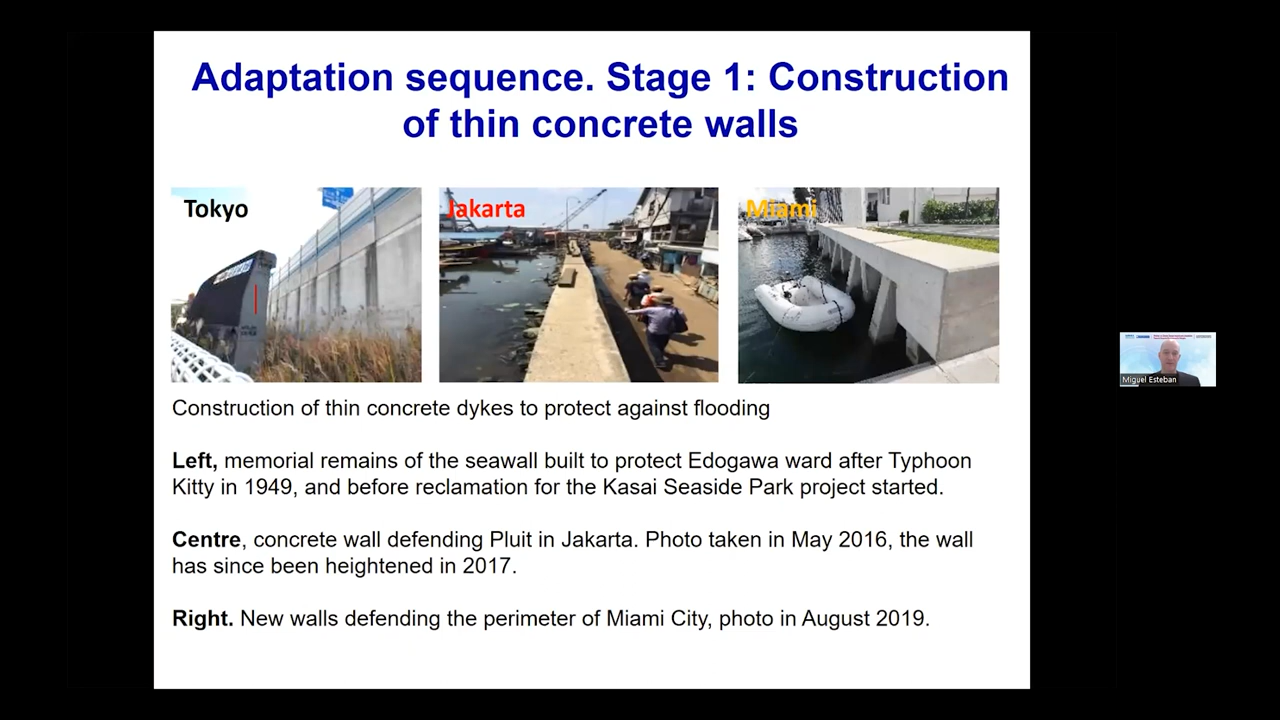 Adaptation sequence. Stage 1: Construction
of thin concrete walls
Tokyo
Jakarta
Miami
Construction of thin concrete dykes to protect against flooding
Left, memorial remains of the seawall built to protect Edogawa ward after Typhoon
Kitty in 1949, and before reclamation for the Kasai Seaside Park project started.
Centre, concrete wall defending Pluit in Jakarta. Photo taken in May 2016, the wall
has since been heightened in 2017.
Right. New walls defending the perimeter of Miami City, photo in August 2019.
Miguel Esteban